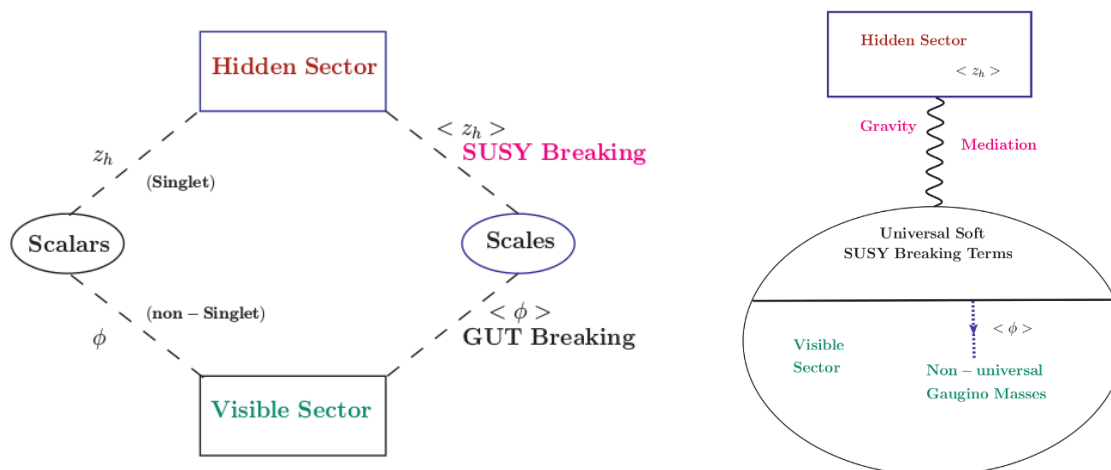 Hidden Sector
< z_h >
z_h
SUSY Breaking
(Singlet)
Scalars
Scales
(non − Singlet)
< ϕ >
ϕ
GUT Breaking
Visible Sector
Hidden Sector
< z_h >
Gravity
Mediation
Universal Soft
SUSY Breaking Terms
< ϕ >
Visible
Sector
Non − universal
Gaugino Masses